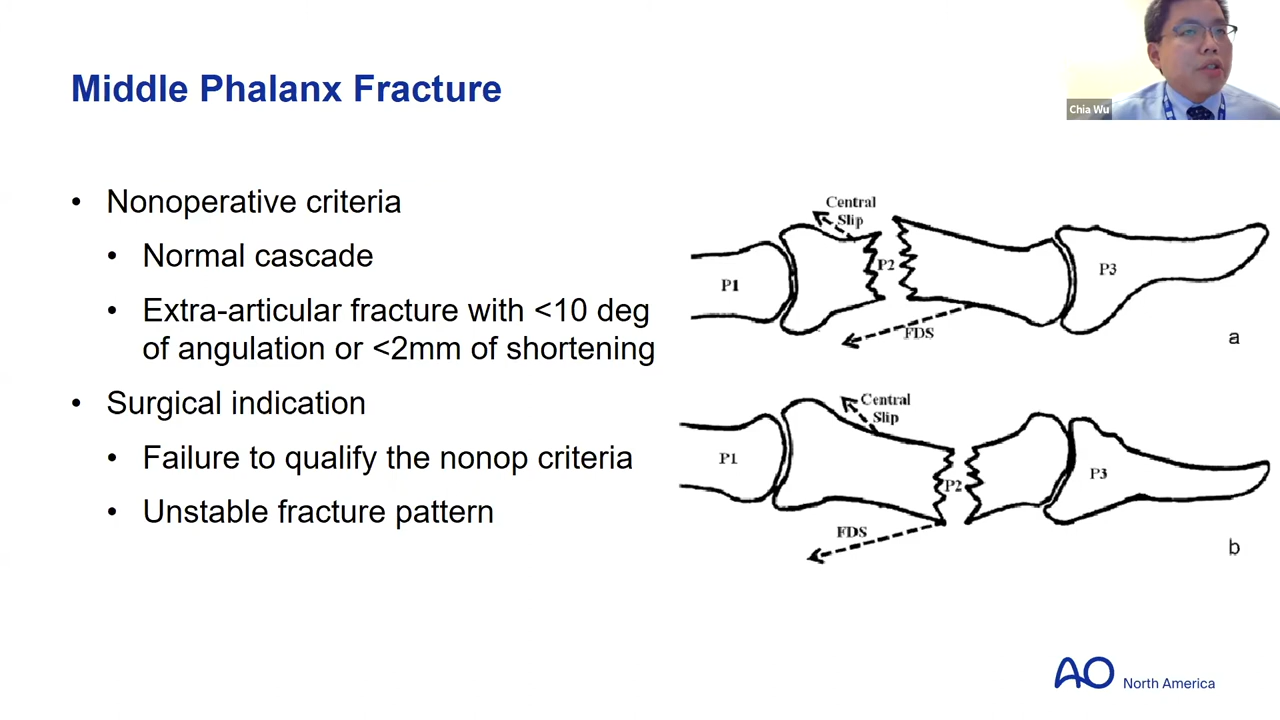 Chia Wu
Middle Phalanx Fracture
• Nonoperative criteria
• Normal cascade
• Extra-articular fracture with <10 deg
of angulation or <2mm of shortening
• Surgical indication
• Failure to qualify the nonop criteria
• Unstable fracture pattern
Central
Slip
P1
P2
P3
FDS
a
Central
Slip
P1
P2
P3
FDS
b
AO North America